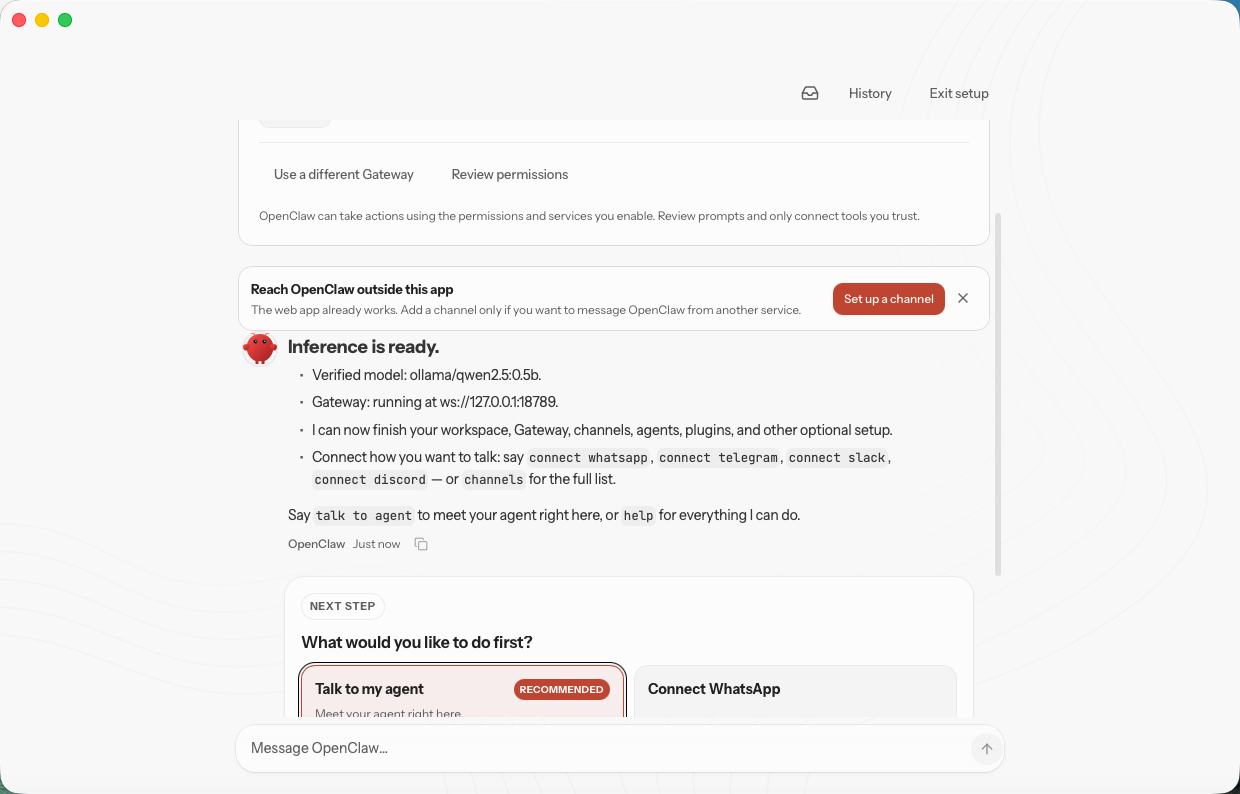 History
Exit setup
Use a different Gateway
Review permissions
OpenClaw can take actions using the permissions and services you enable. Review prompts and only connect tools you trust.
Reach OpenClaw outside this app
The web app already works. Add a channel only if you want to message OpenClaw from another service.
Set up a channel
Inference is ready.
• Verified model: ollama/qwen2.5:0.5b.
• Gateway: running at ws://127.0.0.1:18789.
• I can now finish your workspace, Gateway, channels, agents, plugins, and other optional setup.
• Connect how you want to talk: say connect whatsapp, connect telegram, connect slack,
connect discord — or channels for the full list.
Say talk to agent to meet your agent right here, or help for everything I can do.
OpenClaw Just now
NEXT STEP
What would you like to do first?
Talk to my agent
RECOMMENDED
Connect WhatsApp
Meet your agent right here.
Message OpenClaw...